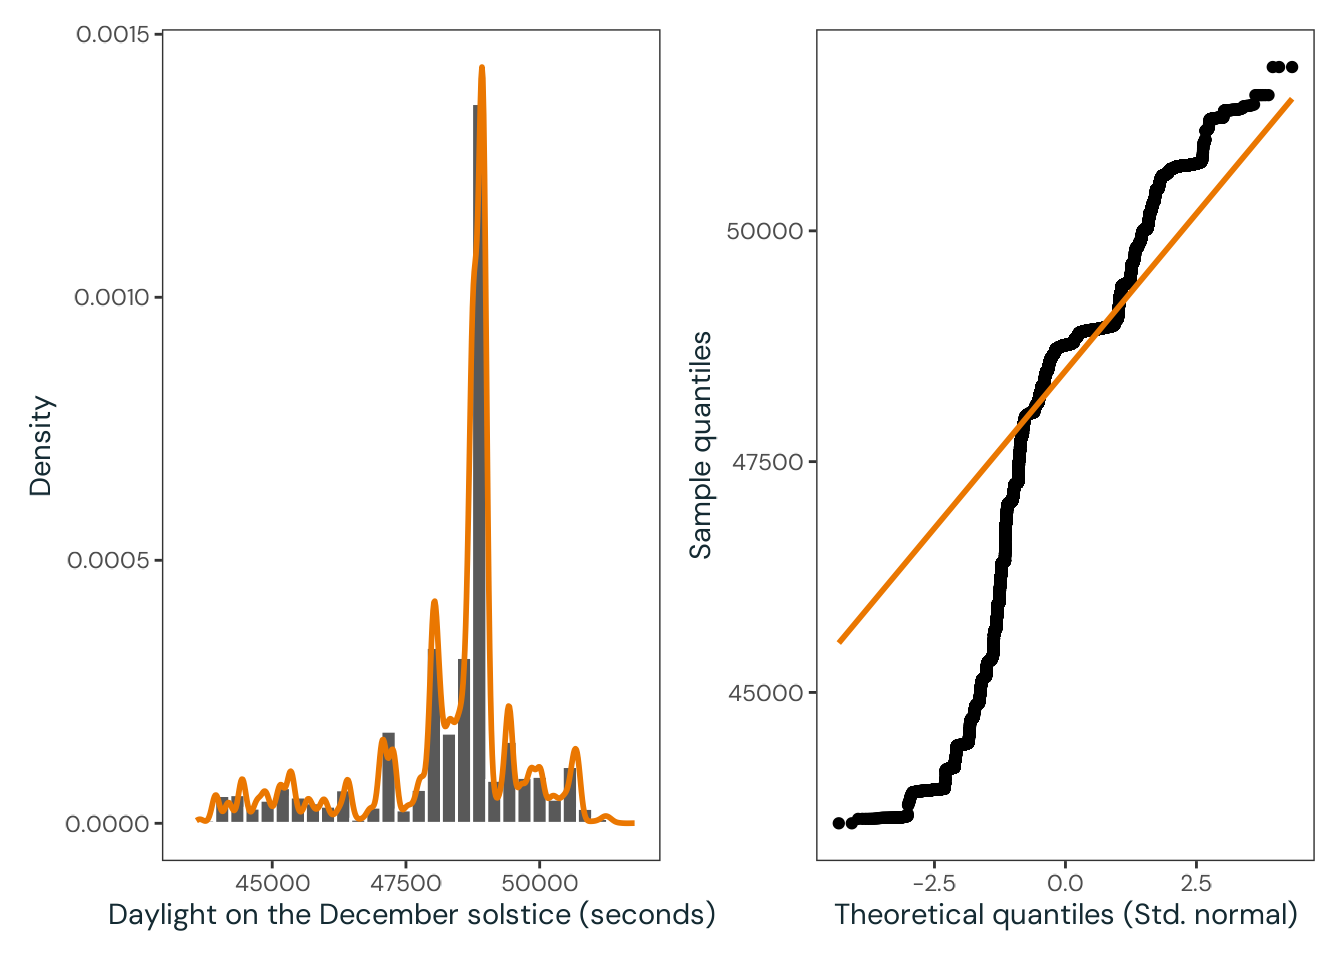 0.0015
0.0010
0.0005
0.0000
Density
45000 47500 50000
Daylight on the December solstice (seconds)
50000
47500
45000
Sample quantiles
-2.5 0.0 2.5
Theoretical quantiles (Std. normal)